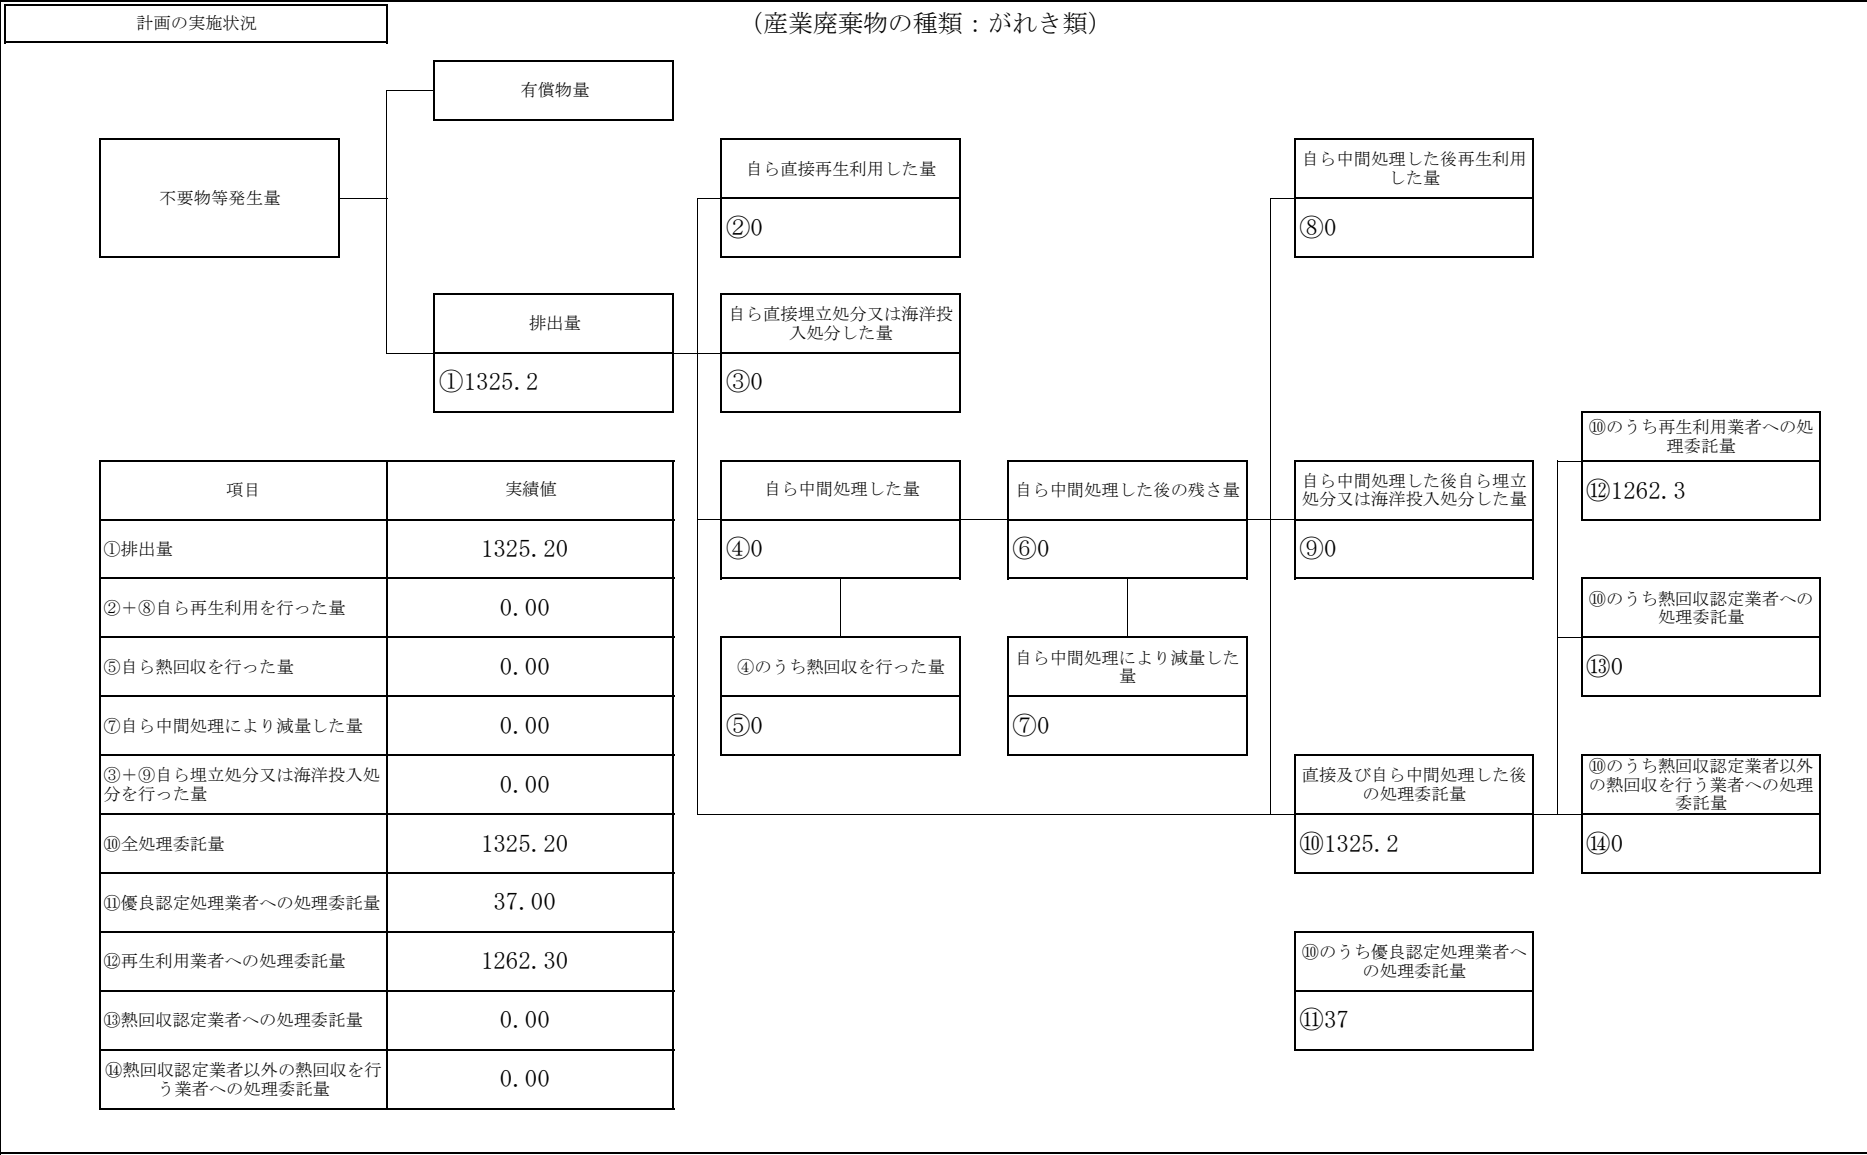 計画の実施状況
（産業廃棄物の種類：がれき類）
有償物量
不要物等発生量
自ら直接再生利用した量
②0
自ら中間処理した後再生利用
した量
⑧0
排出量
①1325.2
自ら直接埋立処分又は海洋投
入処分した量
③0
⑩のうち再生利用業者への処
理委託量
⑫1262.3
自ら中間処理した量
④0
自ら中間処理した後の残さ量
⑥0
自ら中間処理した後自ら埋立
処分又は海洋投入処分した量
⑨0
⑩のうち熱回収認定業者への
処理委託量
⑬0
④のうち熱回収を行った量
⑤0
自ら中間処理により減量した
量
⑦0
直接及び自ら中間処理した後
の処理委託量
⑩1325.2
⑩のうち熱回収認定業者以外
の熱回収を行う業者への処理
委託量
⑭0
⑩のうち優良認定処理業者へ
の処理委託量
⑪37
項目 実績値
①排出量 1325.20
②＋⑧自ら再生利用を行った量 0.00
⑤自ら熱回収を行った量 0.00
⑦自ら中間処理により減量した量 0.00
③＋⑨自ら埋立処分又は海洋投入処
分を行った量 0.00
⑩全処理委託量 1325.20
⑪優良認定処理業者への処理委託量 37.00
⑫再生利用業者への処理委託量 1262.30
⑬熱回収認定業者への処理委託量 0.00
⑭熱回収認定業者以外の熱回収を行
う業者への処理委託量 0.00